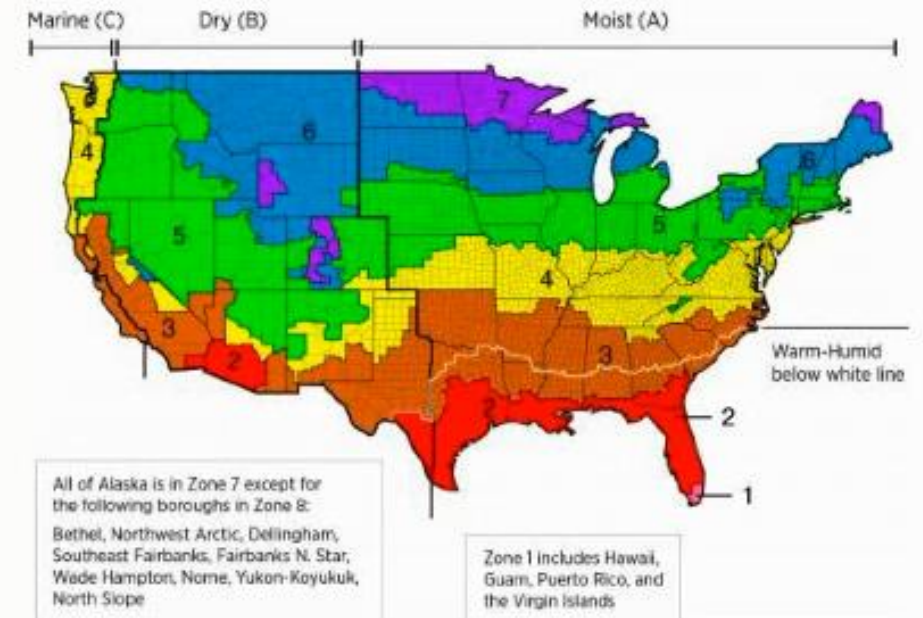 Marine (C)
Dry (B)
Moist (A)
7
6
6
4
5
5
4
3
3
2
2
Warm-Humid
below white line
2
1
All of Alaska is in Zone 7 except for
the following boroughs in Zone 8:
Bethel, Northwest Arctic, Dellingham,
Southeast Fairbanks, Fairbanks N. Star,
Wade Hampton, Nome, Yukon-Koyukuk,
North Slope
Zone 1 includes Hawaii,
Guam, Puerto Rico, and
the Virgin Islands